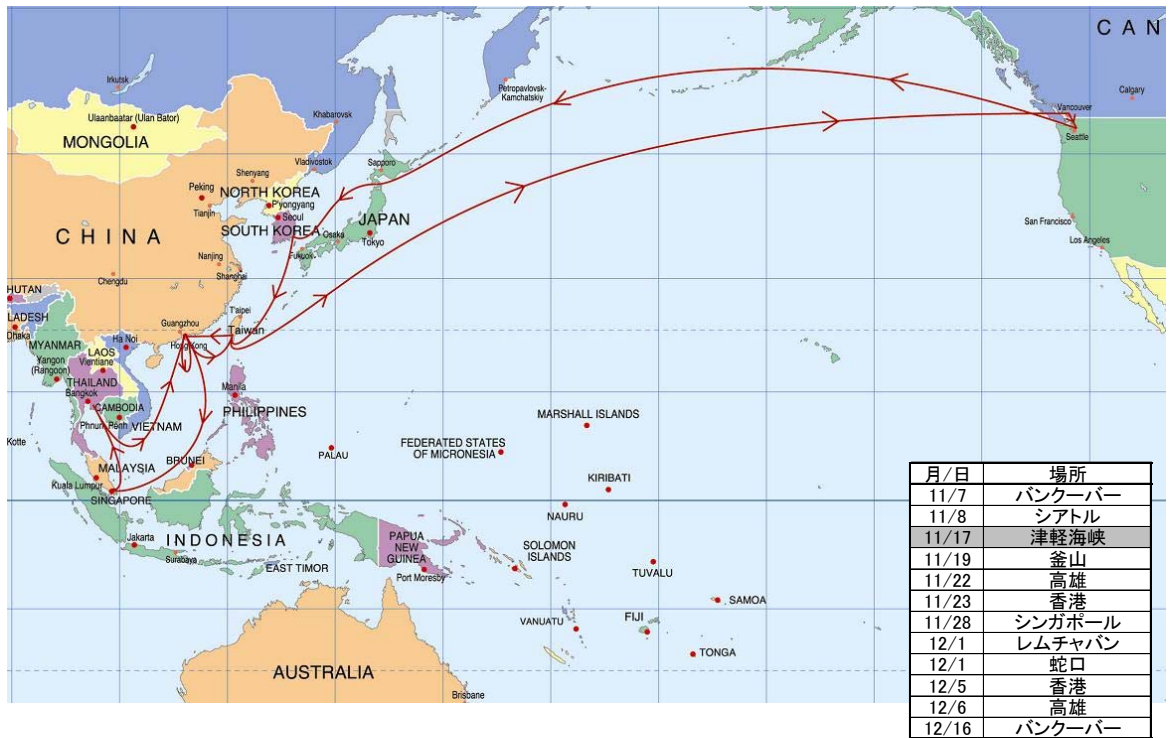 CAN
Irkutsk
Petropavlovsk-
Kamchatskiy
Calgary
Vancouver
Ulaanbaatar (Ulan Bator)
Khabarovsk
Seattle
MONGOLIA
Vladivostok
Sapporo
Shenyang
Peking
NORTH KOREA
Tianjin
P'yongyang
Seoul
JAPAN
San Francisco
SOUTH KOREA
Osaka
Tokyo
CHINA
Fukuok
Los Angeles
Nanjing
Shanghai
Chengdu
HUTAN
T'aipei
LADESH
Guangzhou
Taiwan
Dhaka
Ha Noi
Hong Kong
MYANMAR
LAOS
Yangon
(Rangoon)
Vientiane
THAILAND
Manila
Bangkok
CAMBODIA
PHILIPPINES
MARSHALL ISLANDS
Phnum Penh
VIETNAM
Kotte
FEDERATED STATES
OF MICRONESIA
PALAU
BRUNEI
MALAYSIA
KIRIBATI
Kuala Lumpur
SINGAPORE
NAURU
INDONESIA
Jakarta
PAPUA
NEW
GUINEA
SOLOMON
ISLANDS
Surabaya
EAST TIMOR
Port Moresby
TUVALU
SAMOA
VANUATU
FIJI
TONGA
AUSTRALIA
Brisbane
月/日 場所
11/7 バンクーバー
11/8 シアトル
11/17 津軽海峡
11/19 釜山
11/22 高雄
11/23 香港
11/28 シンガポール
12/1 レムチャバン
12/1 蛇口
12/5 香港
12/6 高雄
12/16 バンクーバー